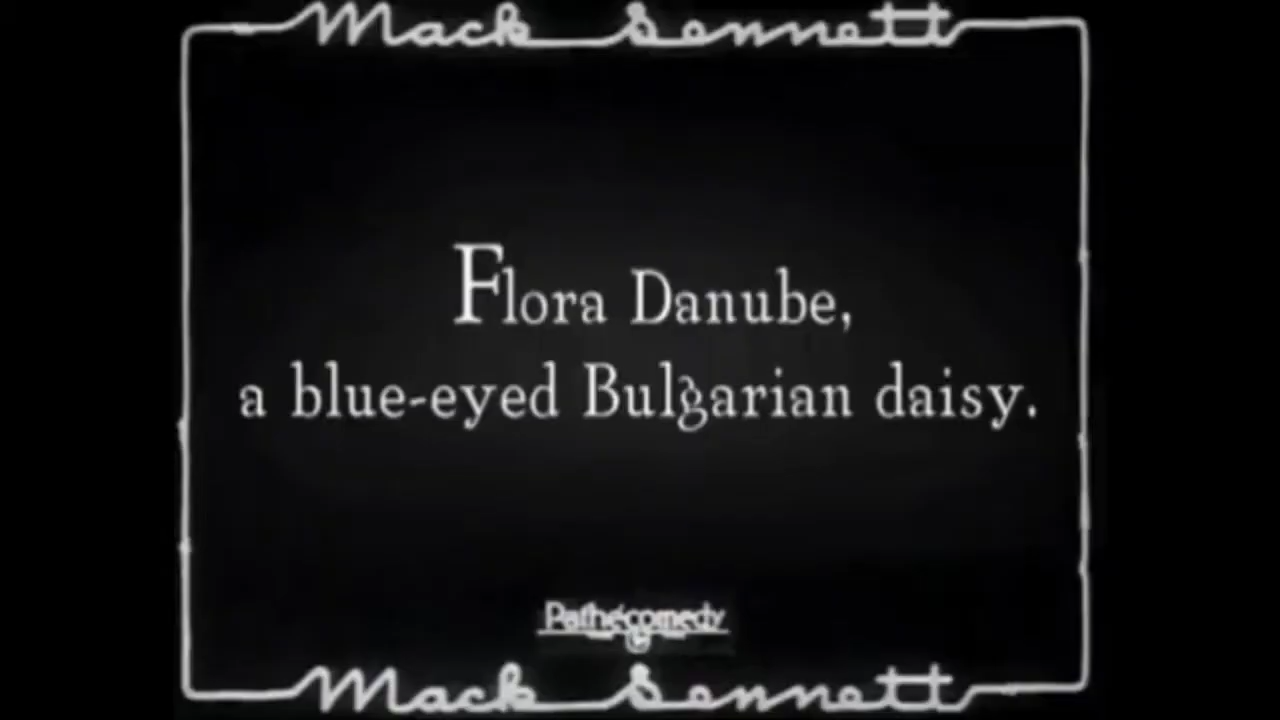 Mack Sennett
Flora Danube,
a blue-eyed Bulgarian daisy.
Pathécomedy
Mack Sennett